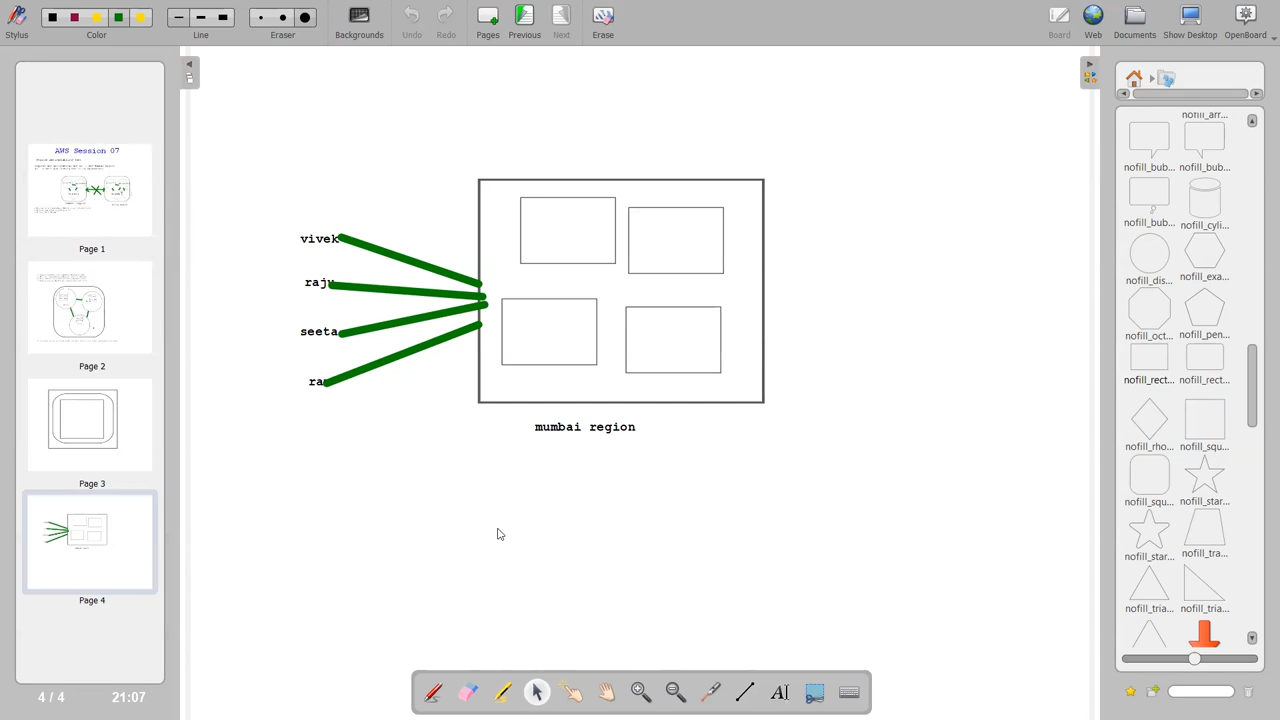 Stylus
Color
Line
Eraser
Backgrounds
Undo
Redo
Pages
Previous
Next
Erase
Board
Web
Documents
Show Desktop
OpenBoard
AWS Session 07
Page 1
Page 2
Page 3
Page 4
4 / 4
21:07
vivek
raju
seeta
ra
mumbai region
nofill_arr...
nofill_bub...
nofill_bub...
nofill_bub...
nofill_cyli...
nofill_dis...
nofill_exa...
nofill_oct...
nofill_pen...
nofill_rect...
nofill_rect...
nofill_rho...
nofill_squ...
nofill_squ...
nofill_star...
nofill_star...
nofill_tra...
nofill_tria...
nofill_tria...